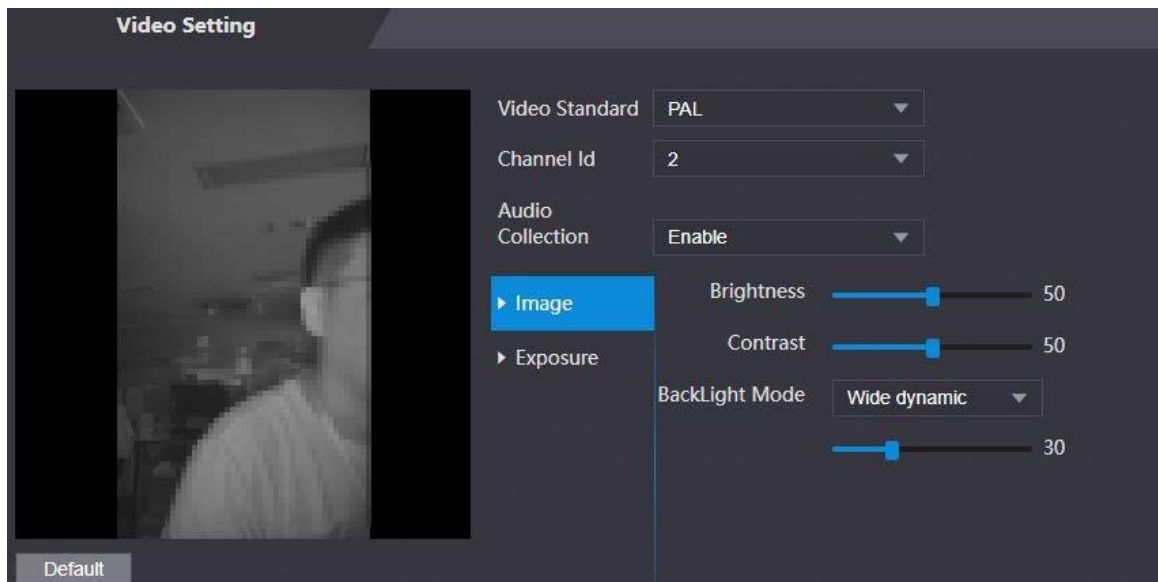 Video Setting
Video Standard PAL
Channel Id 2
Audio
Collection Enable
Image
Brightness 50
Contrast 50
Exposure
BackLight Mode Wide dynamic
30
Default